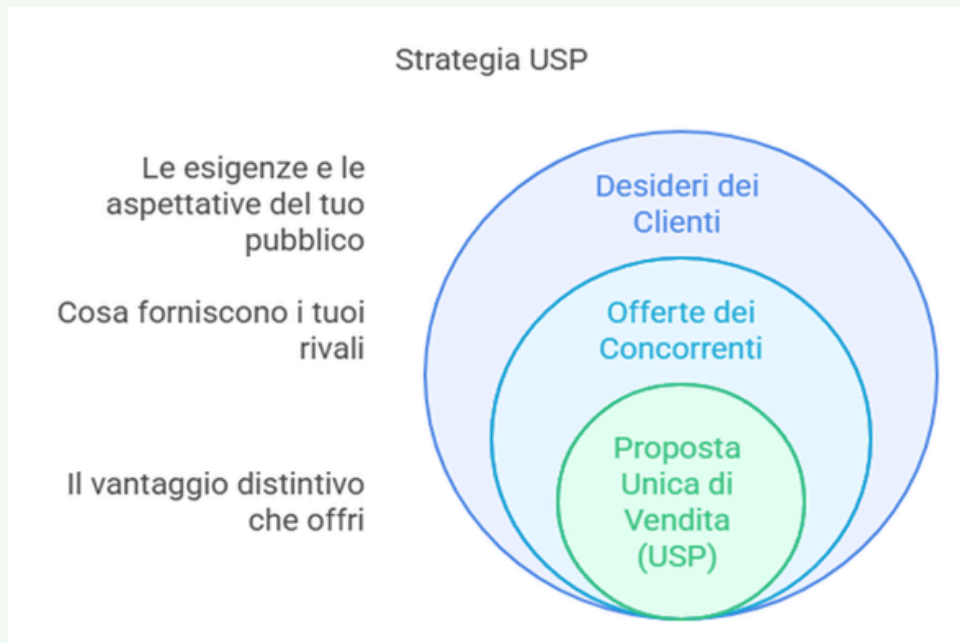 Strategia USP
Le esigenze e le
aspettative del tuo
pubblico
Desideri dei
Clienti
Cosa forniscono i tuoi
rivali
Offerte dei
Concorrenti
Il vantaggio distintivo
che offri
Proposta
Unica di
Vendita
(USP)